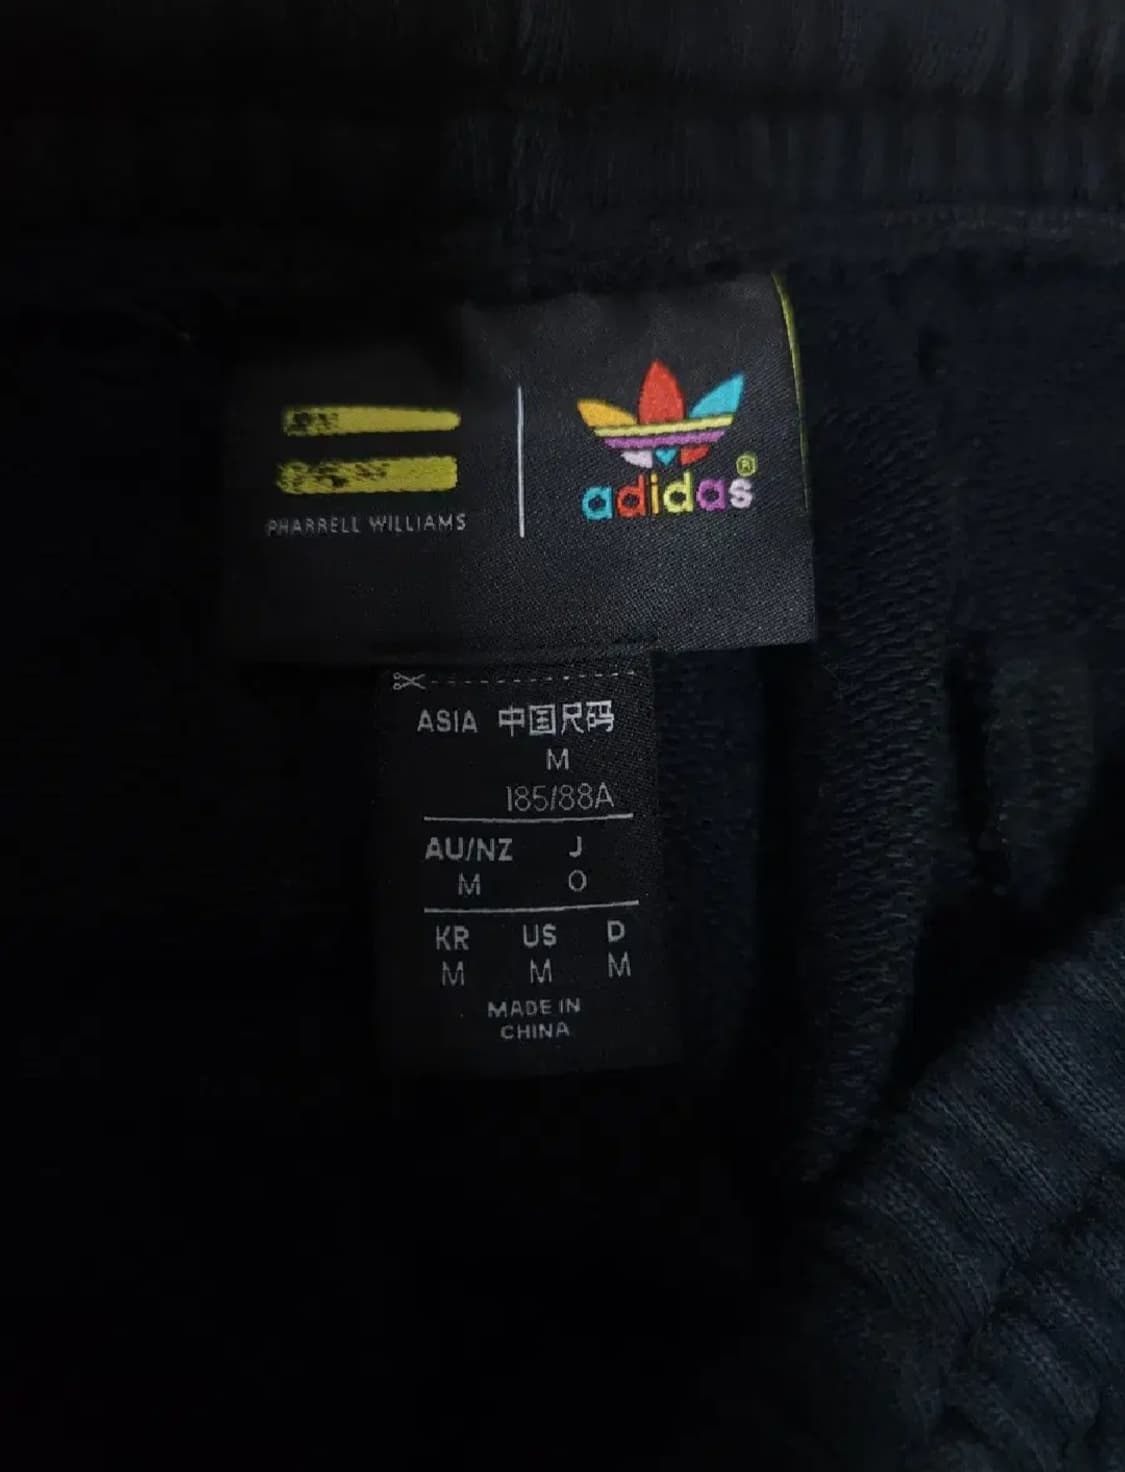 PHARRELL WILLIAMS
adidas®
ASIA 中国尺码
M
185/88A
AU/NZ J
M O
KR US D
M M M
MADE IN
CHINA